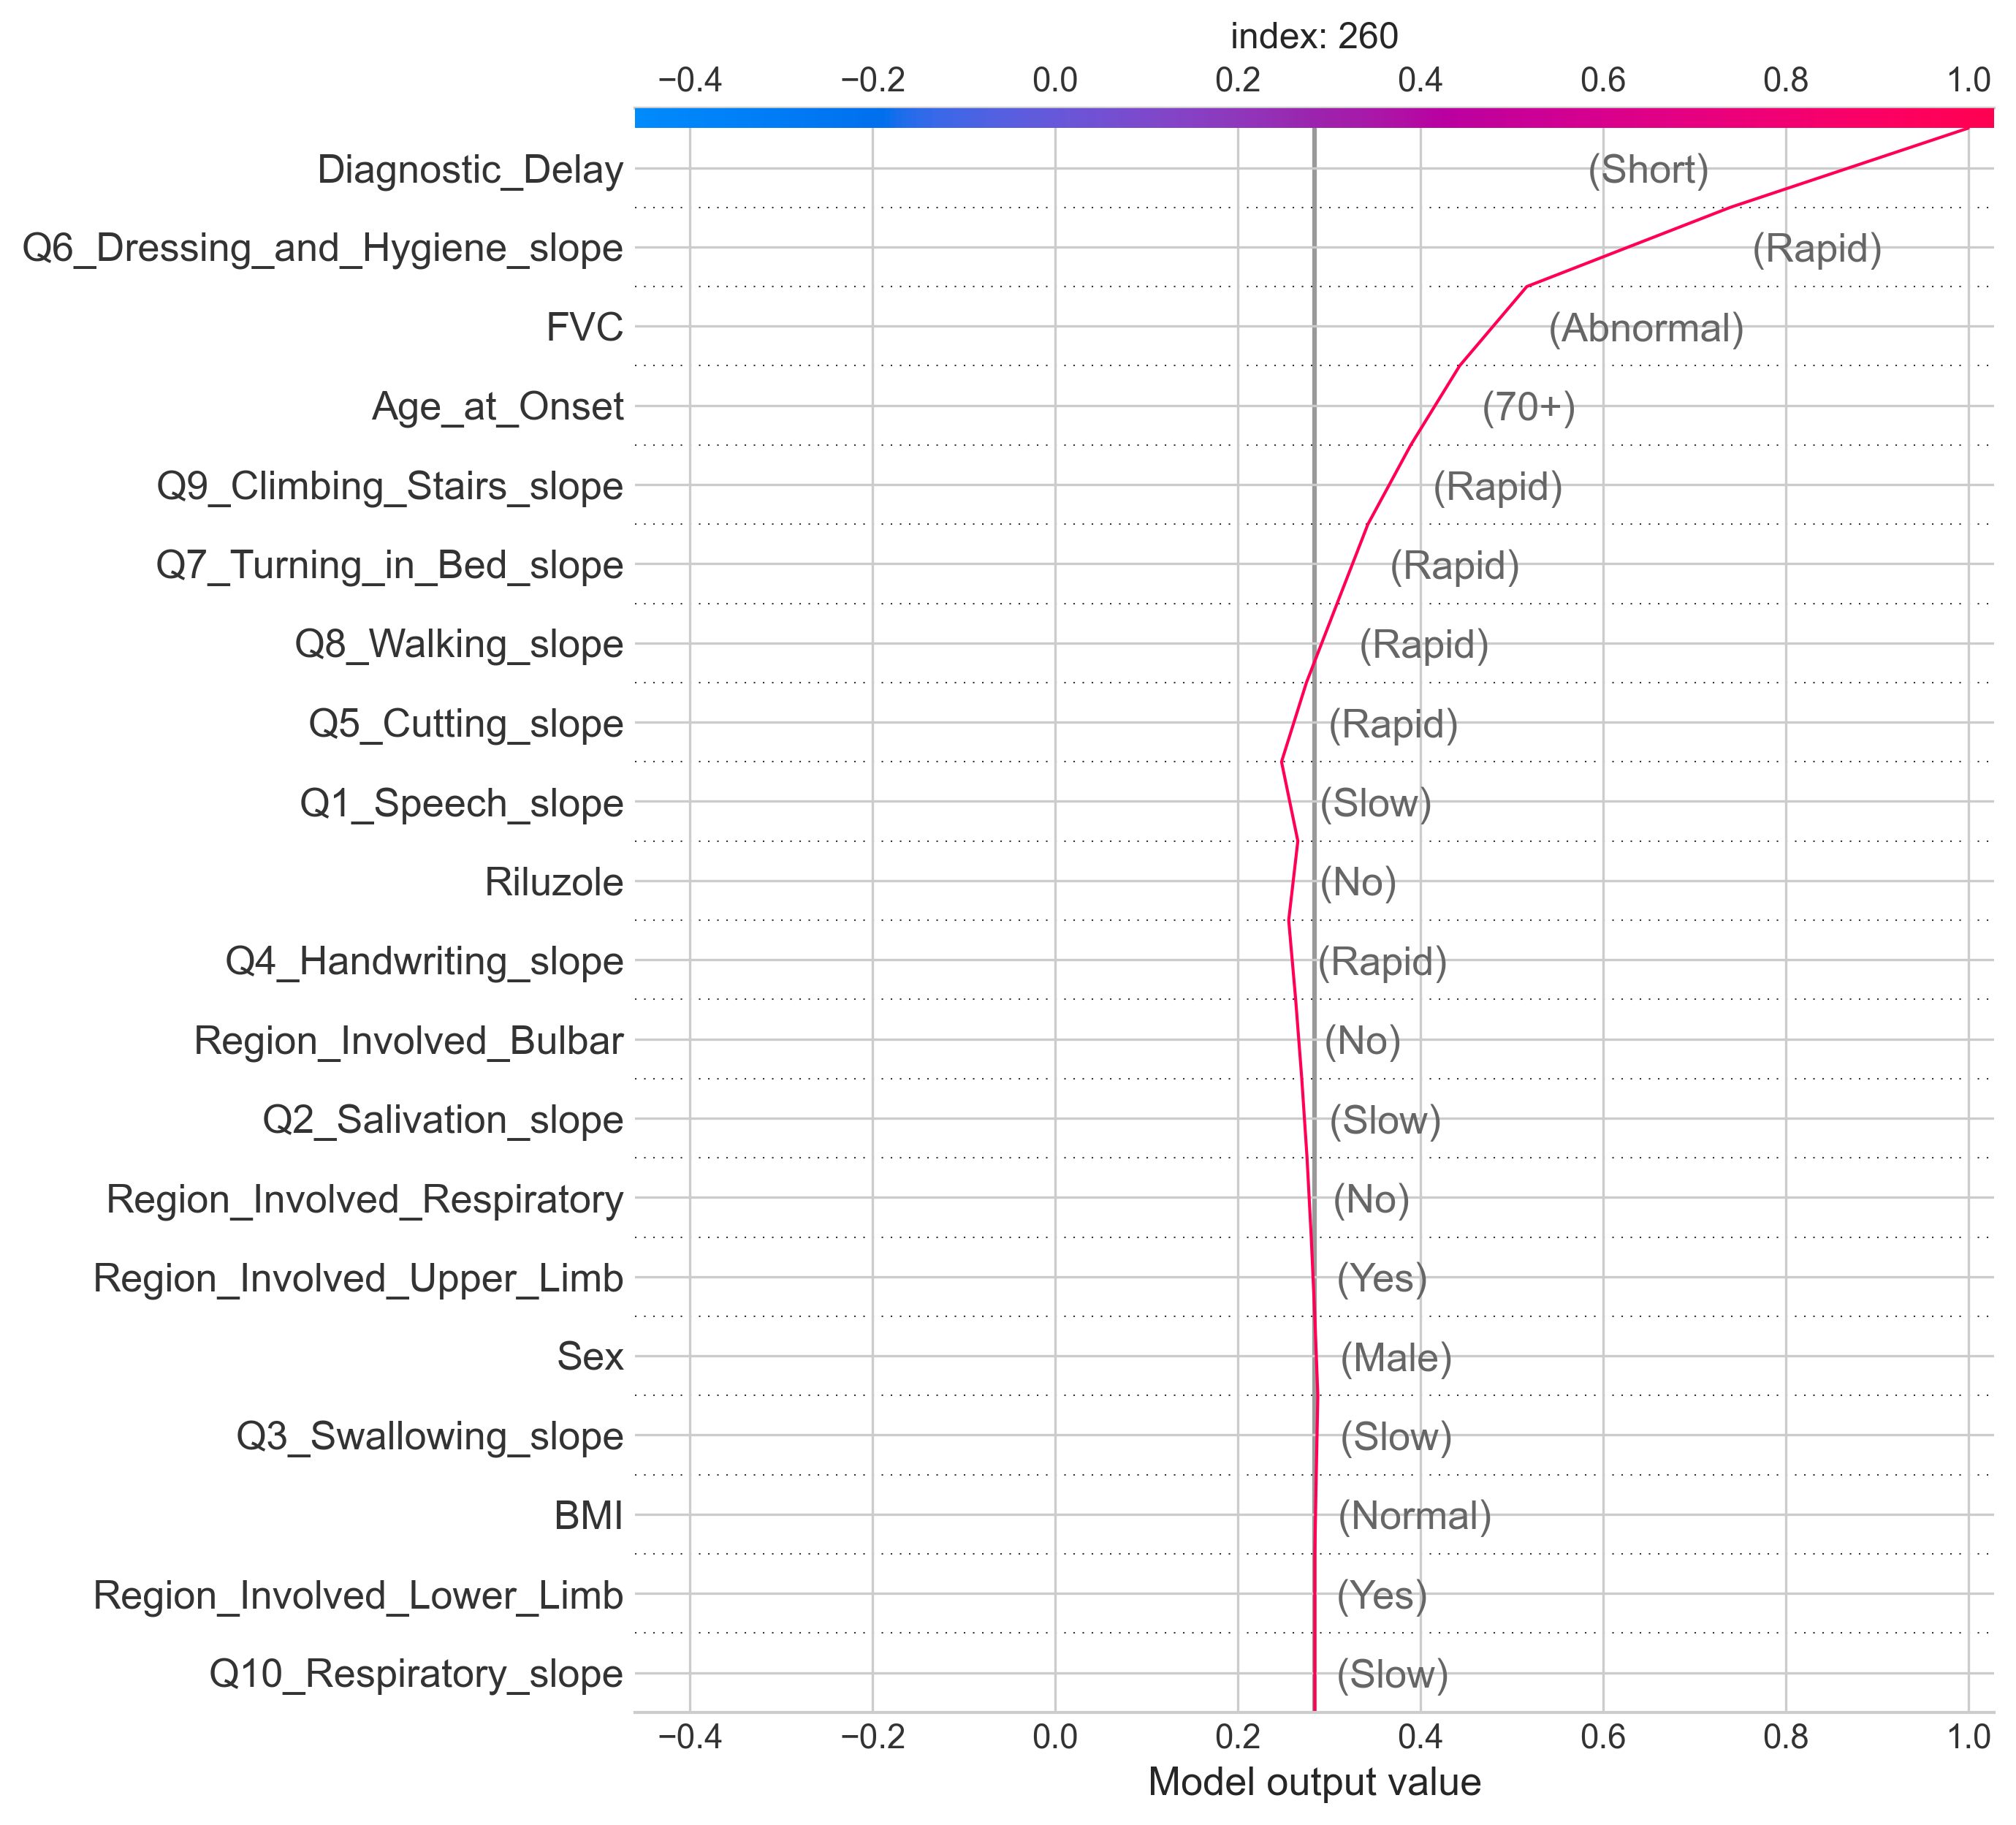 index: 260
−0.4 −0.2 0.0 0.2 0.4 0.6 0.8 1.0
Diagnostic_Delay (Short)
Q6_Dressing_and_Hygiene_slope (Rapid)
FVC (Abnormal)
Age_at_Onset (70+)
Q9_Climbing_Stairs_slope (Rapid)
Q7_Turning_in_Bed_slope (Rapid)
Q8_Walking_slope (Rapid)
Q5_Cutting_slope (Rapid)
Q1_Speech_slope (Slow)
Riluzole (No)
Q4_Handwriting_slope (Rapid)
Region_Involved_Bulbar (No)
Q2_Salivation_slope (Slow)
Region_Involved_Respiratory (No)
Region_Involved_Upper_Limb (Yes)
Sex (Male)
Q3_Swallowing_slope (Slow)
BMI (Normal)
Region_Involved_Lower_Limb (Yes)
Q10_Respiratory_slope (Slow)
−0.4 −0.2 0.0 0.2 0.4 0.6 0.8 1.0
Model output value